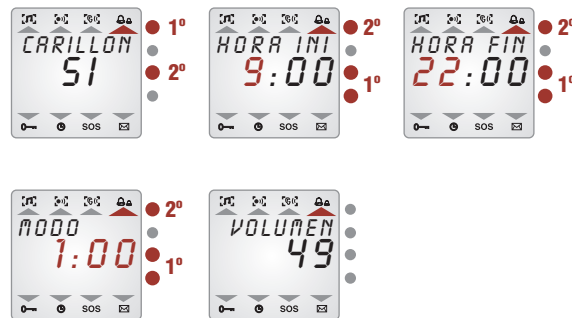 CARILLON
SI
SOS
1º
2º
HORA INI
9:00
SOS
2º
1º
HORA FIN
22:00
SOS
2º
1º
MODO
1:00
SOS
2º
1º
VOLUMEN
49
SOS